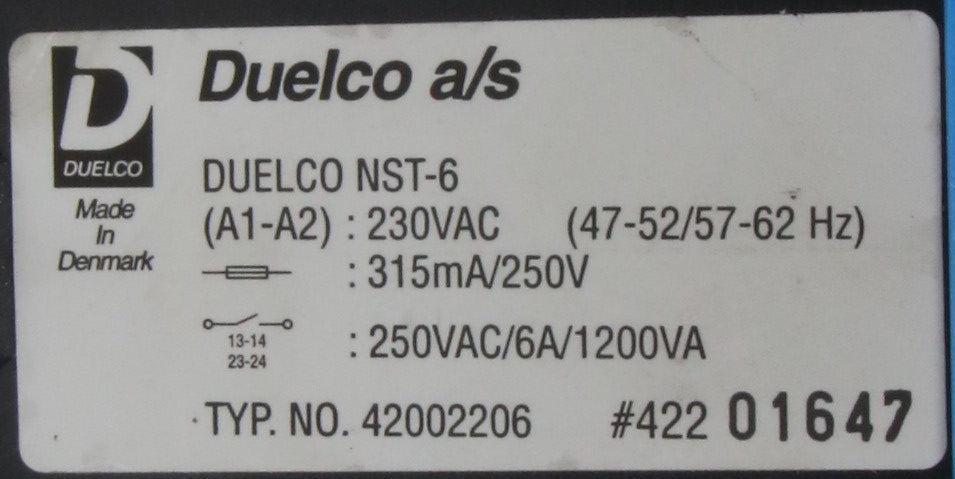 D
DUELCO
Made
In
Denmark
Duelco a/s
DUELCO NST-6
(A1-A2) : 230VAC (47-52/57-62 Hz)
: 315mA/250V
13-14
23-24
: 250VAC/6A/1200VA
TYP. NO. 42002206 #422 01647